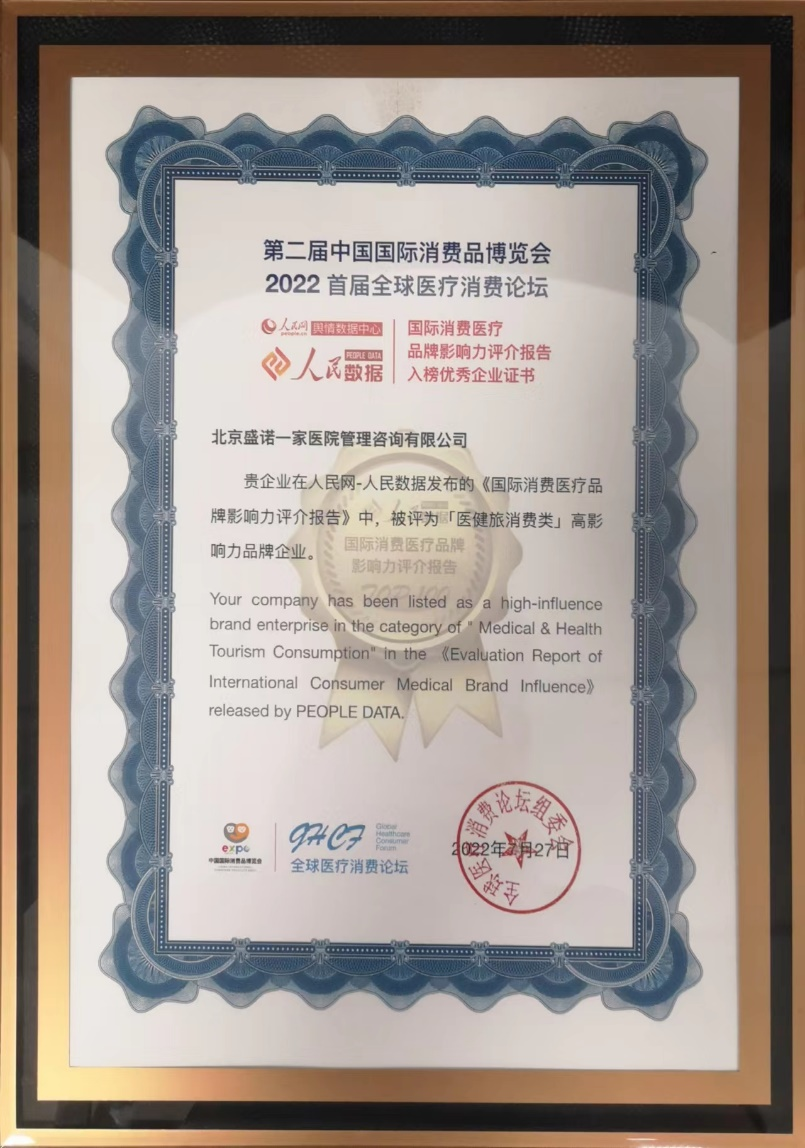 第二届中国国际消费品博览会
2022 首届全球医疗消费论坛
人民网 舆情数据中心
people.cn
人民数据
PEOPLE DATA
国际消费医疗
品牌影响力评介报告
入榜优秀企业证书
北京盛诺一家医院管理咨询有限公司
贵企业在人民网-人民数据发布的《国际消费医疗品
牌影响力评介报告》中，被评为「医健旅消费类」高影
响力品牌企业。
国际消费医疗品牌
影响力评介报告
Your company has been listed as a high-influence
brand enterprise in the category of " Medical & Health
Tourism Consumption" in the 《Evaluation Report of
International Consumer Medical Brand Influence》
released by PEOPLE DATA.
expo
中国国际消费品博览会
GHCF
Global
Healthcare
Consumer
Forum
全球医疗消费论坛
全球医疗消费论坛组委会
2022年7月27日